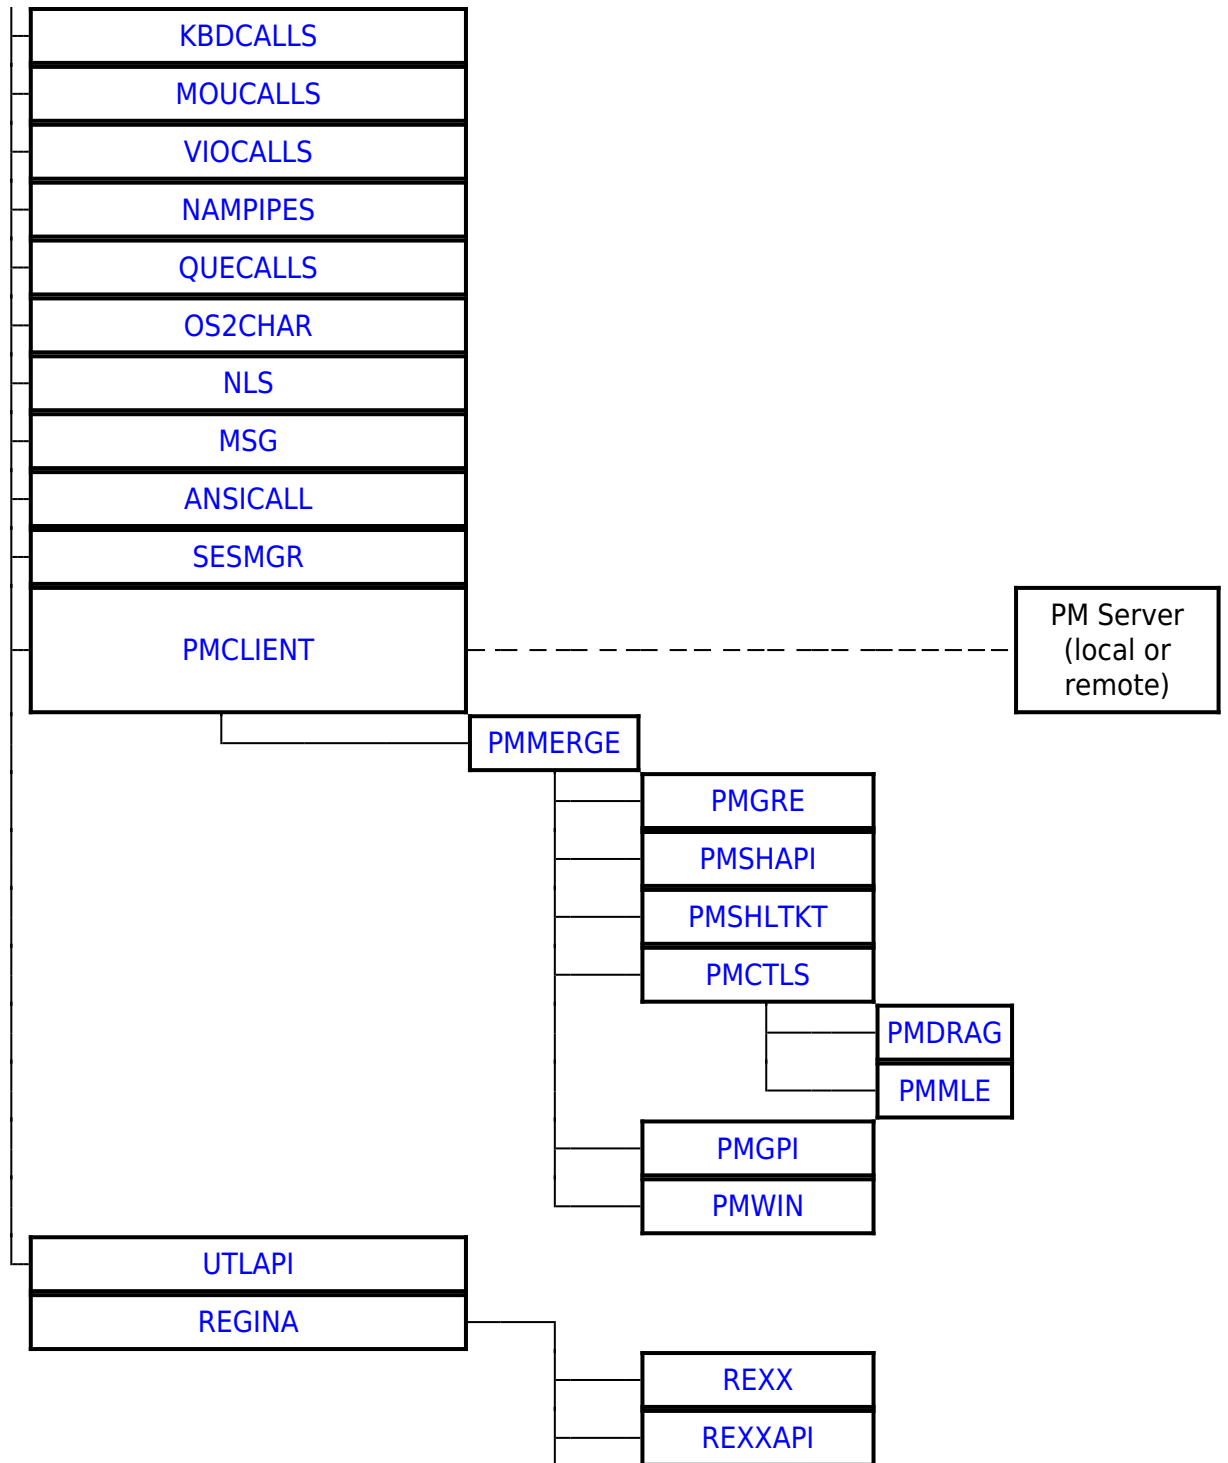 KBDCALLS
MOUCALLS
VIOCALLS
NAMPIPES
QUECALLS
OS2CHAR
NLS
MSG
ANSICALL
SESMGR
PMCLIENT
PM Server
(local or
remote)
PMMERGE
PMGRE
PMSHAPI
PMSHLTKT
PMCTLS
PMDRAG
PMMLE
PMGPI
PMWIN
UTLAPI
REGINA
REXX
REXXAPI